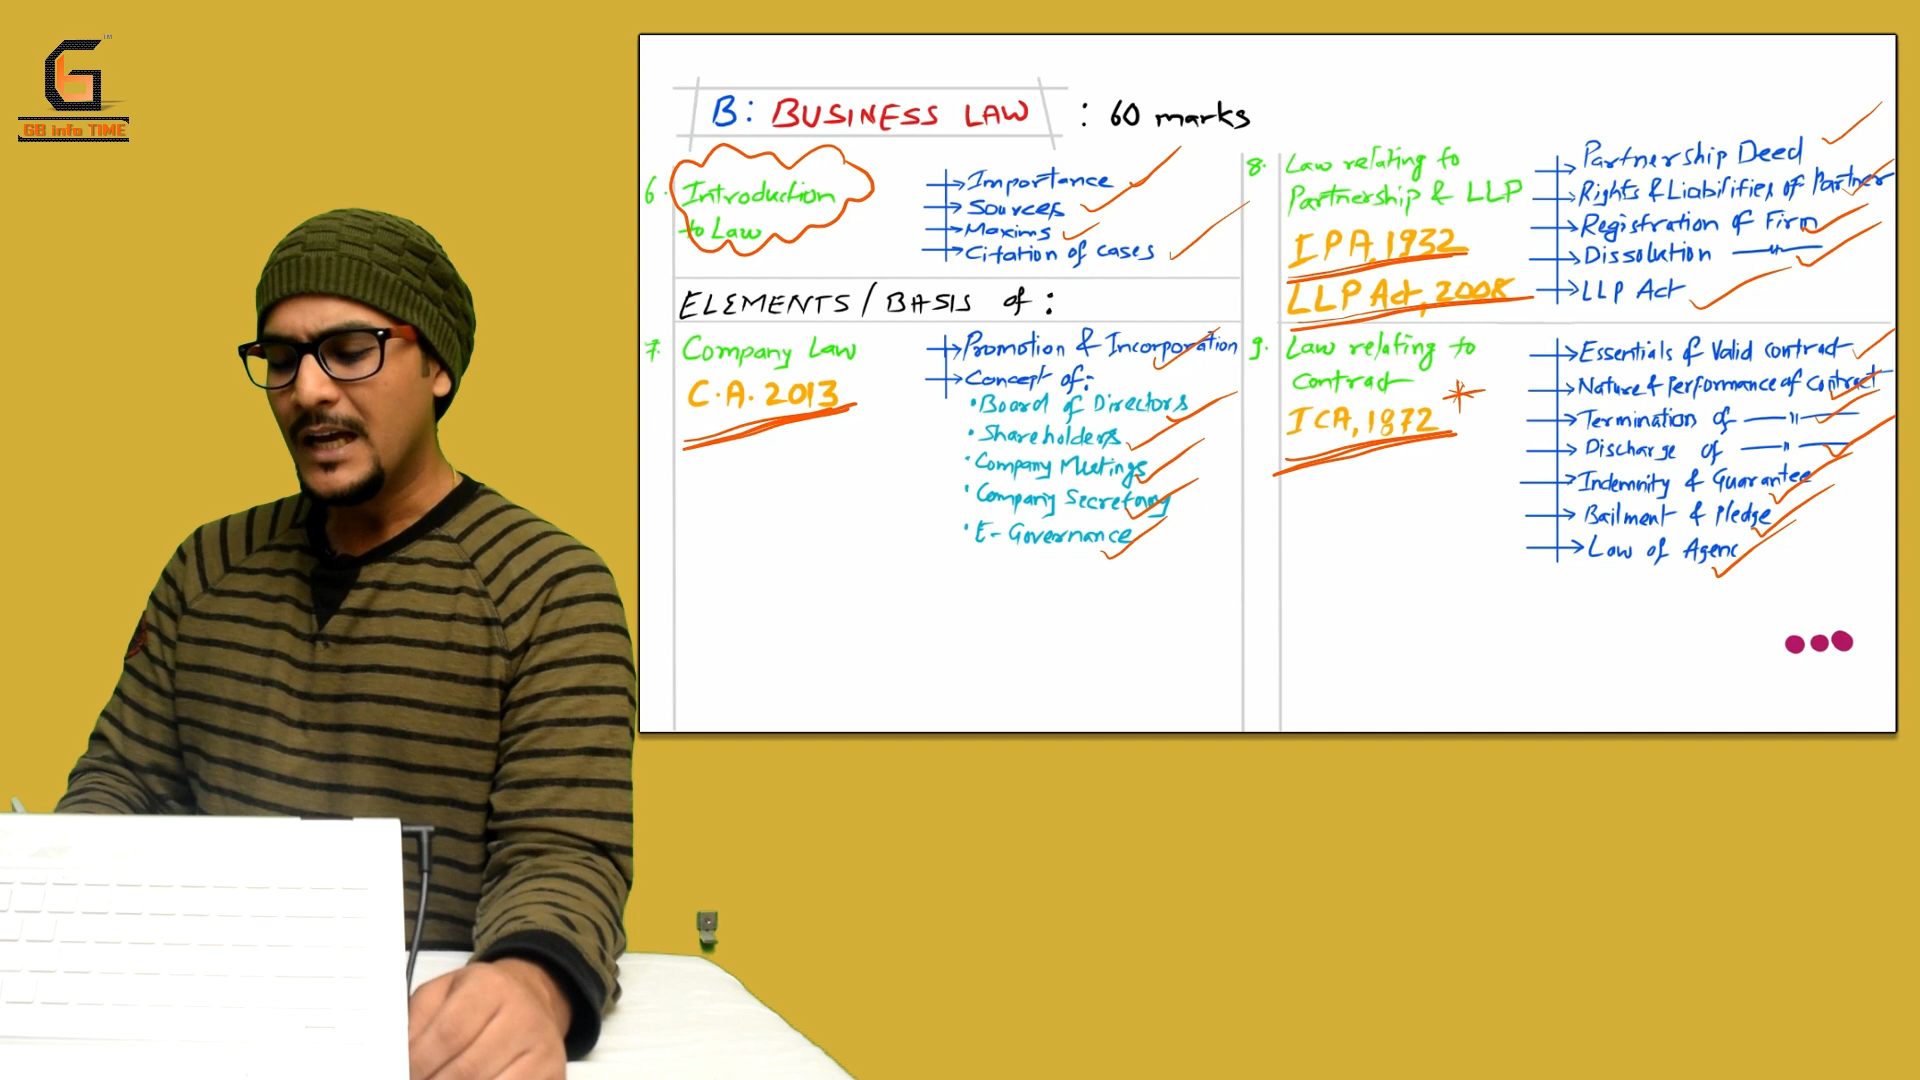 TM
GB info TIME
B: BUSINESS LAW : 60 marks
6. Introduction
to Law
Importance
Sources
Maxims
Citation of cases
ELEMENTS / BASIS of :
7. Company Law
C.A. 2013
Promotion & Incorporation
Concept of:
• Board of Directors
• Shareholders
• Company Meetings
• Company Secretary
• E-Governance
8. Law relating to
Partnership & LLP
IPA, 1932
LLP Act, 2008
Partnership Deed
Rights & Liabilities of Partner
Registration of Firm
Dissolution — " —
LLP Act
9. Law relating to
Contract *
ICA, 1872
Essentials of Valid contract
Nature & Performance of contract
Termination of — " —
Discharge of — " —
Indemnity & Guarantee
Bailment & Pledge
Law of Agenc